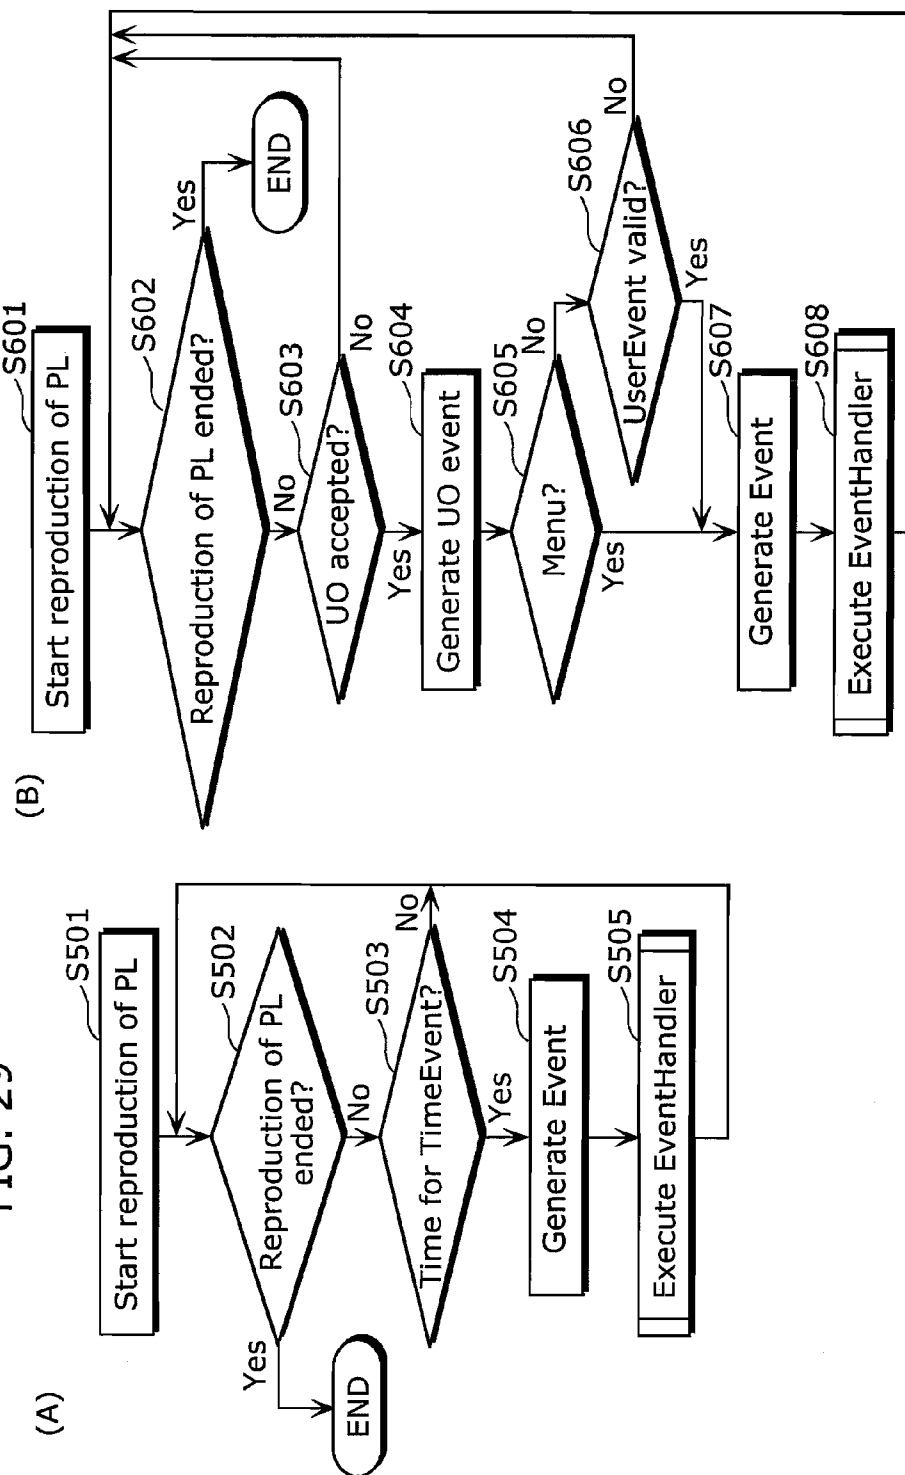 FIG. 29
(A)
S501
Start reproduction of PL
S502
Reproduction of PL
ended?
Yes
END
No
S503
Time for TimeEvent?
No
Yes
S504
Generate Event
S505
Execute EventHandler
(B)
S601
Start reproduction of PL
S602
Reproduction of PL ended?
Yes
END
No
S603
UO accepted?
No
Yes
S604
Generate UO event
S605
Menu?
No
Yes
S606
UserEvent valid?
No
Yes
S607
Generate Event
S608
Execute EventHandler